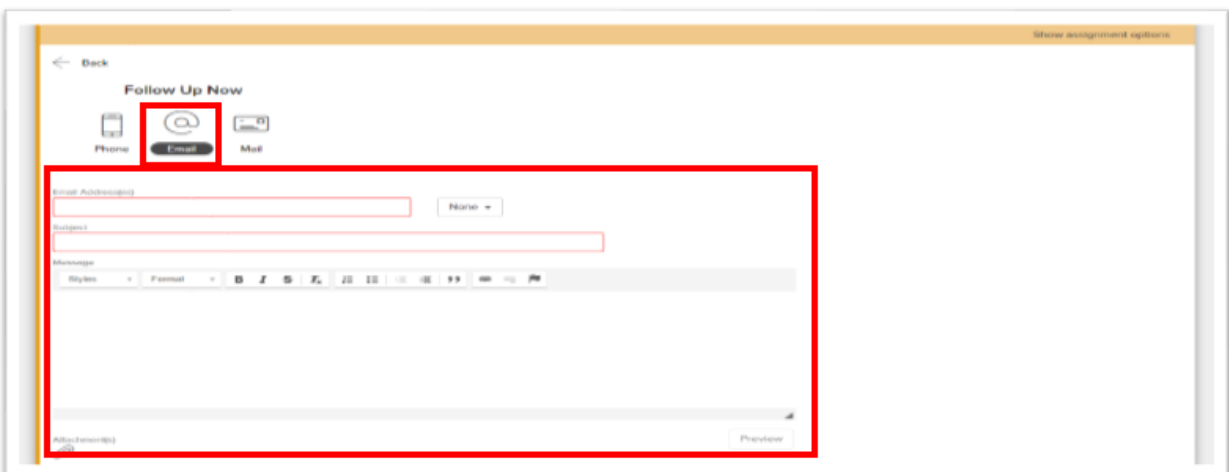 Show assignment options
Back
Follow Up Now
Phone Email Mail
Email Address(es)
None
Subject
Message
Styles Format B I S Tx
Attachment(s)
Preview